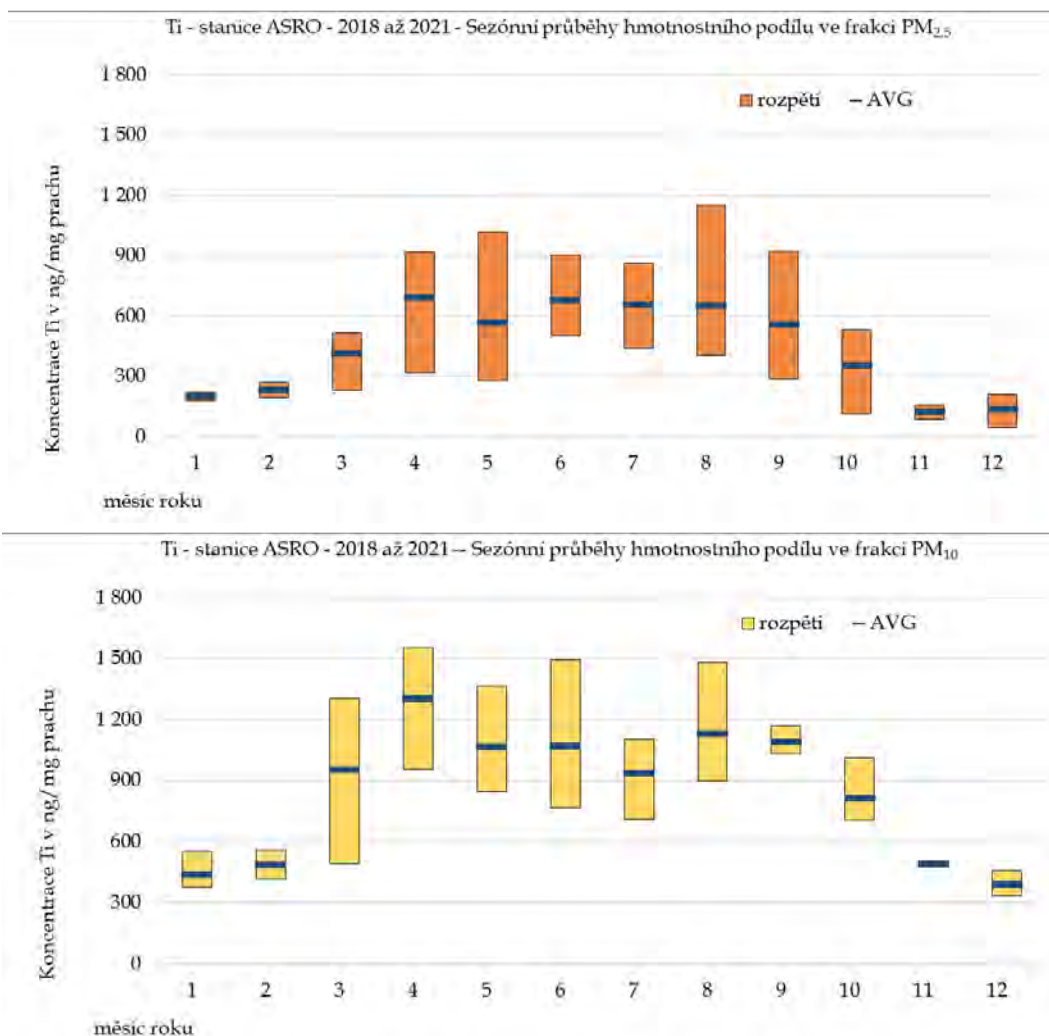 Ti - stanice ASRO - 2018 až 2021 - Sezónní průběhy hmotnostního podílu ve frakci PM2,5
1 800
1 500
1 200
900
600
300
0
Koncentrace Ti v ng/mg prachu
rozpětí AVG
1 2 3 4 5 6 7 8 9 10 11 12
měsíc roku
Ti - stanice ASRO - 2018 až 2021 – Sezónní průběhy hmotnostního podílu ve frakci PM10
1 800
1 500
1 200
900
600
300
0
Koncentrace Ti v ng/mg prachu
rozpětí AVG
1 2 3 4 5 6 7 8 9 10 11 12
měsíc roku